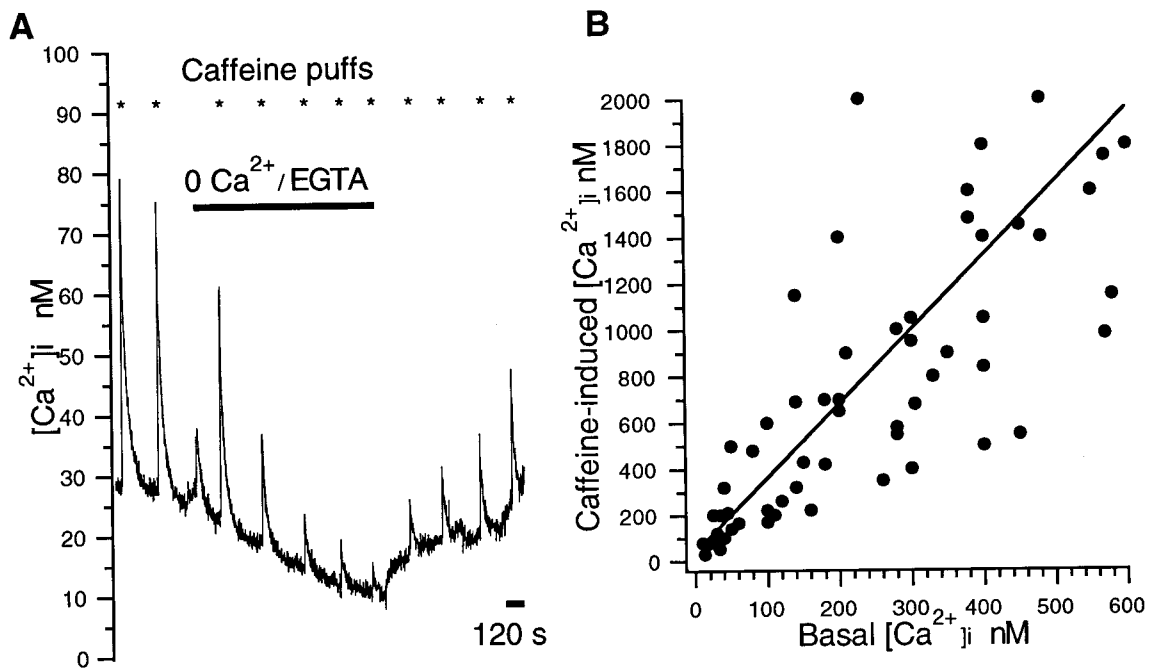 A
100
90
80
70
60
50
40
30
20
10
0
[Ca2+]i nM
Caffeine puffs
* * * * * * * * * * *
0 Ca2+/EGTA
120 s
B
2000
1800
1600
1400
1200
1000
800
600
400
200
0
Caffeine-induced [Ca2+]i nM
0 100 200 300 400 500 600
Basal [Ca2+]i nM